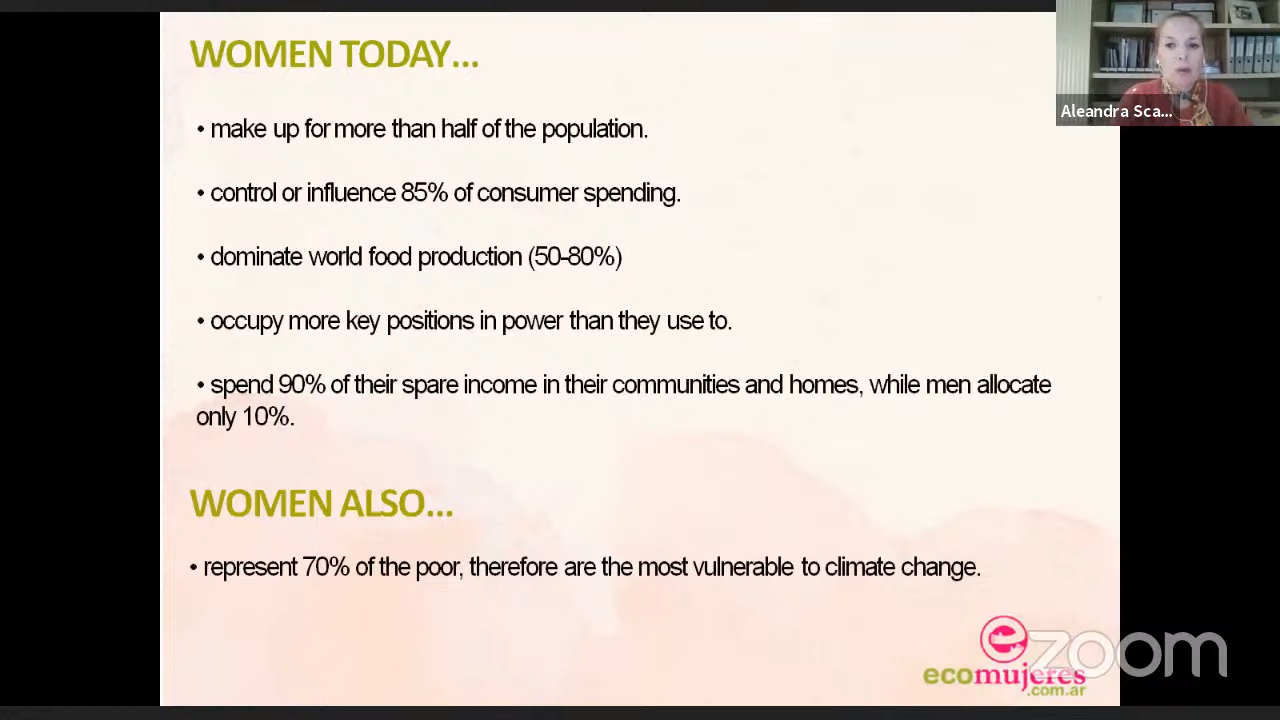 WOMEN TODAY...
• make up for more than half of the population.
• control or influence 85% of consumer spending.
• dominate world food production (50-80%)
• occupy more key positions in power than they use to.
• spend 90% of their spare income in their communities and homes, while men allocate
only 10%.
WOMEN ALSO...
• represent 70% of the poor, therefore are the most vulnerable to climate change.
Aleandra Sca...
e
zoom
ecomujeres
.com.ar